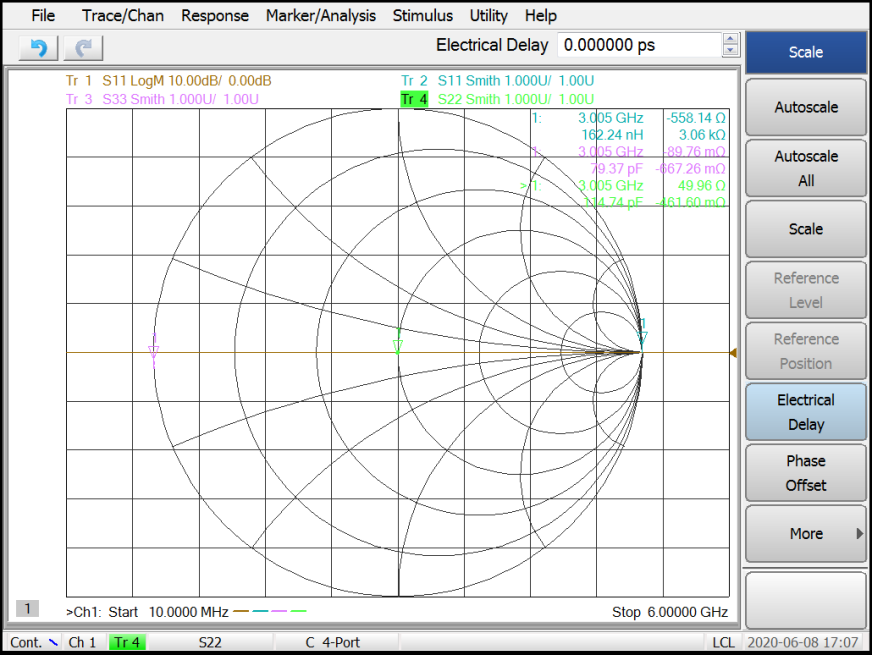 File Trace/Chan Response Marker/Analysis Stimulus Utility Help
Electrical Delay 0.000000 ps
Tr 1 S11 LogM 10.00dB/ 0.00dB
Tr 2 S11 Smith 1.000U/ 1.00U
Tr 3 S33 Smith 1.000U/ 1.00U
Tr 4 S22 Smith 1.000U/ 1.00U
1: 3.005 GHz -558.14 Ω
162.24 nH 3.06 kΩ
1: 3.005 GHz -89.76 mΩ
79.37 pF -667.26 mΩ
>1: 3.005 GHz 49.96 Ω
114.74 pF -461.60 mΩ
1
1
1
1
>Ch1: Start 10.0000 MHz
Stop 6.00000 GHz
Scale
Autoscale
Autoscale
All
Scale
Reference
Level
Reference
Position
Electrical
Delay
Phase
Offset
More
Cont. Ch 1 Tr 4 S22 C 4-Port LCL 2020-06-08 17:07